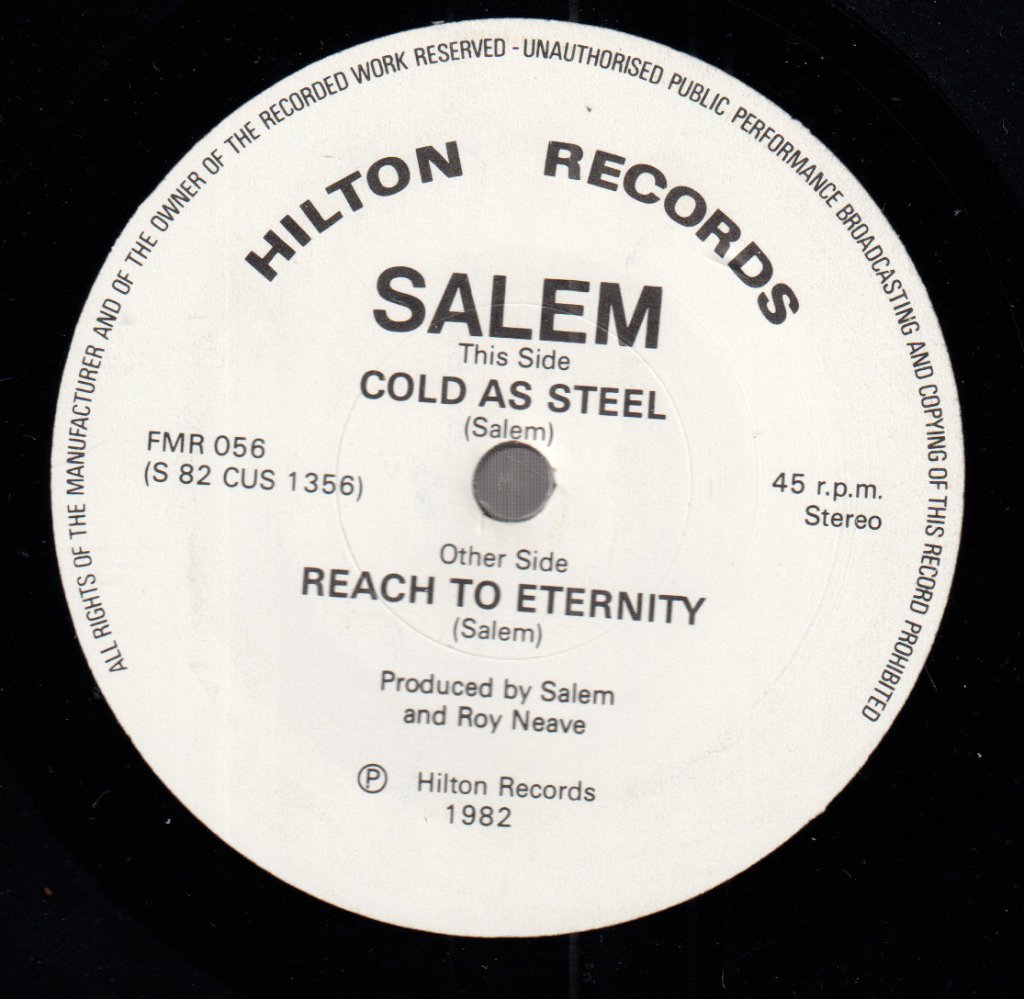 ALL RIGHTS OF THE MANUFACTURER AND OF THE OWNER OF THE RECORDED WORK RESERVED - UNAUTHORISED PUBLIC PERFORMANCE BROADCASTING AND COPYING OF THIS RECORD PROHIBITED
HILTON RECORDS
SALEM
This Side
COLD AS STEEL
(Salem)
FMR 056
(S 82 CUS 1356)
45 r.p.m.
Stereo
Other Side
REACH TO ETERNITY
(Salem)
Produced by Salem
and Roy Neave
Ⓟ Hilton Records
1982